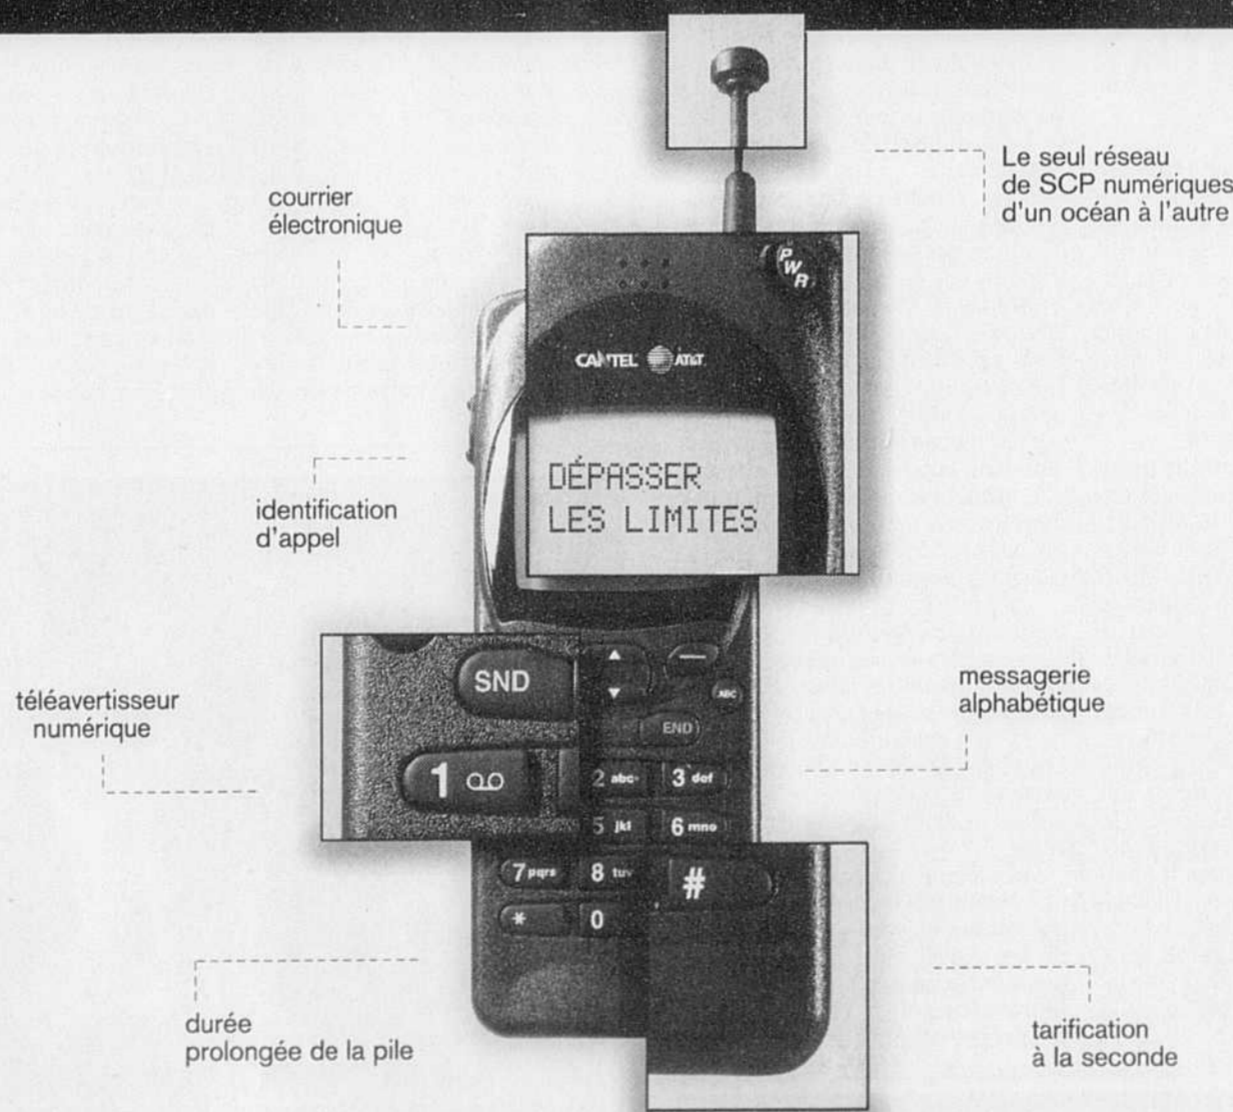 Le seul réseau
de SCP numériques
d'un océan à l'autre
courrier
électronique
PWR
CANTEL AT&T
DÉPASSER
LES LIMITES
identification
d'appel
téléavertisseur
numérique
messagerie
alphabétique
SND
ABC
END
1
2 abc
3 def
5 jkl
6 mno
7 pqrs
8 tuv
#
*
0
durée
prolongée de la pile
tarification
à la seconde